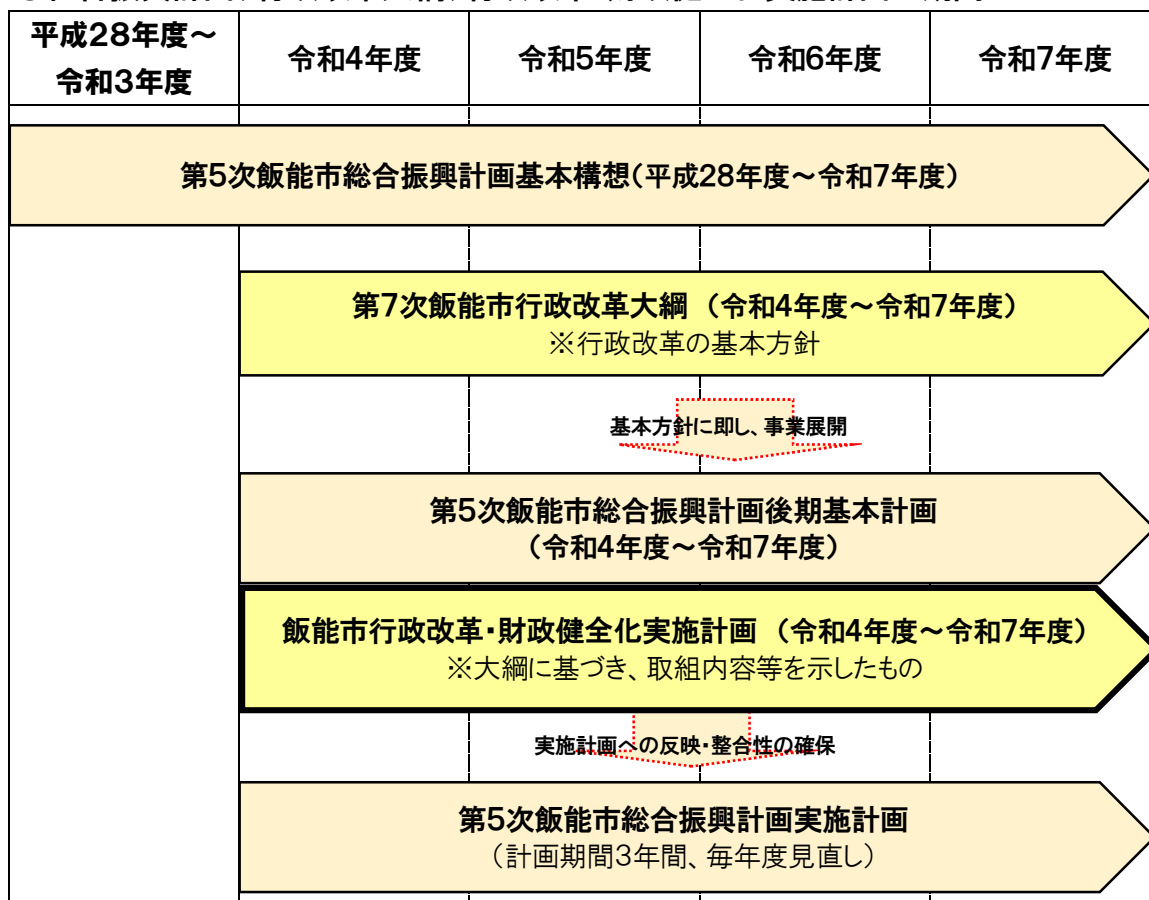 平成28年度～
令和3年度
令和4年度
令和5年度
令和6年度
令和7年度
第5次飯能市総合振興計画基本構想（平成28年度～令和7年度）
第7次飯能市行政改革大綱 （令和4年度～令和7年度）
※行政改革の基本方針
基本方針に即し、事業展開
第5次飯能市総合振興計画後期基本計画
（令和4年度～令和7年度）
飯能市行政改革・財政健全化実施計画 （令和4年度～令和7年度）
※大綱に基づき、取組内容等を示したもの
実施計画への反映・整合性の確保
第5次飯能市総合振興計画実施計画
（計画期間3年間、毎年度見直し）